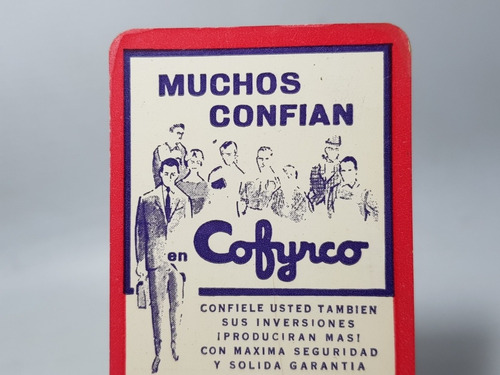 MUCHOS
CONFIAN
en Cofyrco
CONFIELE USTED TAMBIEN
SUS INVERSIONES
¡PRODUCIRAN MAS!
CON MAXIMA SEGURIDAD
Y SOLIDA GARANTIA